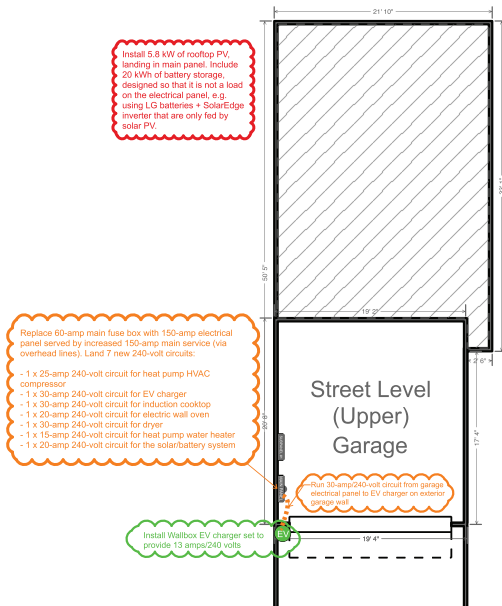 21' 10"
Install 5.8 kW of rooftop PV,
landing in main panel. Include
20 kWh of battery storage,
designed so that it is not a load
on the electrical panel, e.g.
using LG batteries + SolarEdge
inverter that are only fed by
solar PV.
50' 5"
19' 2"
2' 6"
Replace 60-amp main fuse box with 150-amp electrical
panel served by increased 150-amp main service (via
overhead lines). Land 7 new 240-volt circuits:
- 1 x 25-amp 240-volt circuit for heat pump HVAC
compressor
- 1 x 30-amp 240-volt circuit for EV charger
- 1 x 30-amp 240-volt circuit for induction cooktop
- 1 x 20-amp 240-volt circuit for electric wall oven
- 1 x 30-amp 240-volt circuit for dryer
- 1 x 15-amp 240-volt circuit for heat pump water heater
- 1 x 20-amp 240-volt circuit for the solar/battery system
Street Level
(Upper)
Garage
17' 4"
Run 30-amp/240-volt circuit from garage
electrical panel to EV charger on exterior
garage wall
Install Wallbox EV charger set to
provide 13 amps/240 volts
EV
19' 4"